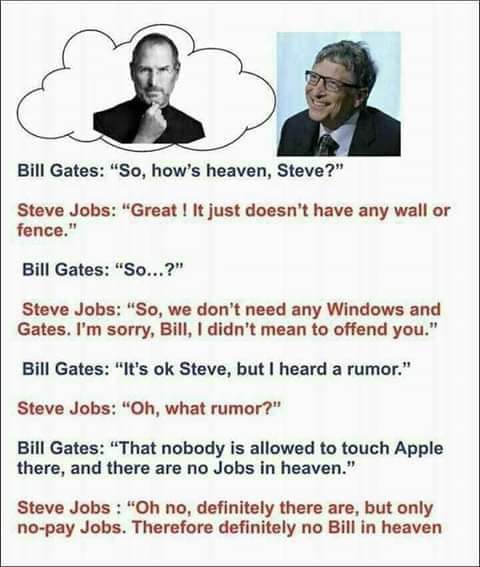 Bill Gates: “So, how’s heaven, Steve?”
Steve Jobs: “Great ! It just doesn’t have any wall or
fence.”
Bill Gates: “So...?”
Steve Jobs: “So, we don’t need any Windows and
Gates. I’m sorry, Bill, I didn’t mean to offend you.”
Bill Gates: “It’s ok Steve, but I heard a rumor.”
Steve Jobs: “Oh, what rumor?”
Bill Gates: “That nobody is allowed to touch Apple
there, and there are no Jobs in heaven.”
Steve Jobs : “Oh no, definitely there are, but only
no-pay Jobs. Therefore definitely no Bill in heaven